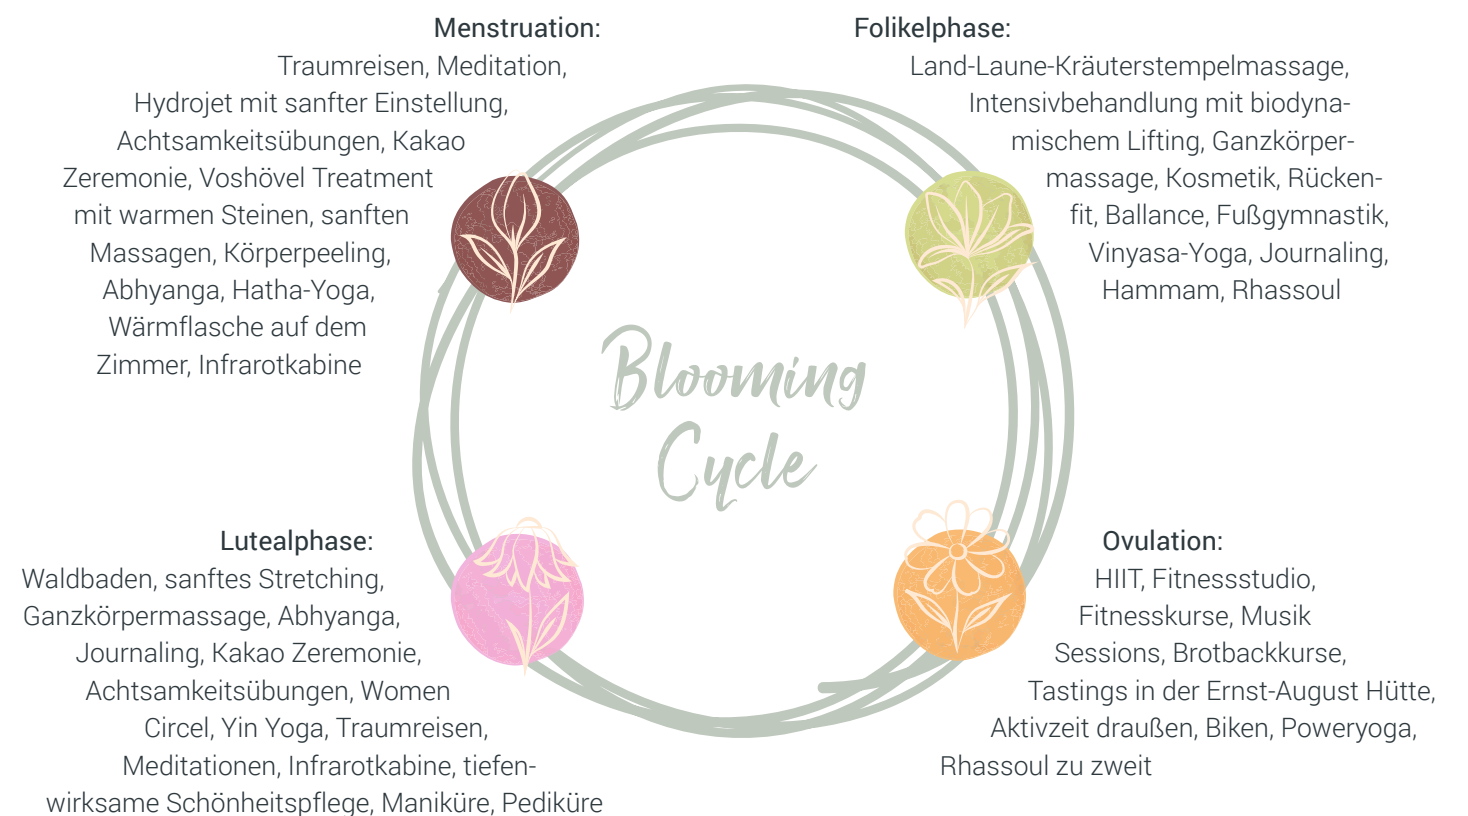 Menstruation:
Traumreisen, Meditation,
Hydrojet mit sanfter Einstellung,
Achtsamkeitsübungen, Kakao
Zeremonie, Voshövel Treatment
mit warmen Steinen, sanften
Massagen, Körperpeeling,
Abhyanga, Hatha-Yoga,
Wärmflasche auf dem
Zimmer, Infrarotkabine
Folikelphase:
Land-Laune-Kräuterstempelmassage,
Intensivbehandlung mit biodyna-
mischem Lifting, Ganzkörper-
massage, Kosmetik, Rücken-
fit, Ballance, Fußgymnastik,
Vinyasa-Yoga, Journaling,
Hammam, Rhassoul
Blooming
Cycle
Lutealphase:
Waldbaden, sanftes Stretching,
Ganzkörpermassage, Abhyanga,
Journaling, Kakao Zeremonie,
Achtsamkeitsübungen, Women
Circel, Yin Yoga, Traumreisen,
Meditationen, Infrarotkabine, tiefen-
wirksame Schönheitspflege, Maniküre, Pediküre
Ovulation:
HIIT, Fitnessstudio,
Fitnesskurse, Musik
Sessions, Brotbackkurse,
Tastings in der Ernst-August Hütte,
Aktivzeit draußen, Biken, Poweryoga,
Rhassoul zu zweit